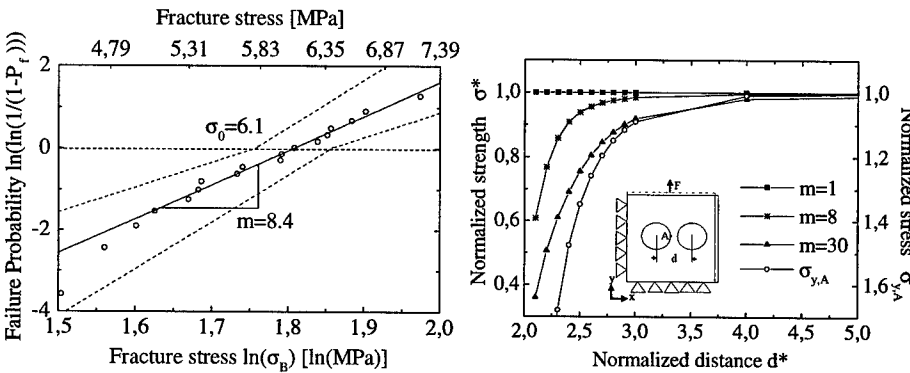 Fracture stress [MPa]
4,79 5,31 5,83 6,35 6,87 7,39
Failure Probability ln(ln(1/(1-P_f )))
2
0
-2
-4
σ₀=6.1
m=8.4
1,5 1,6 1,7 1,8 1,9 2,0
Fracture stress ln(σ_B) [ln(MPa)]
Normalized strength σ*
1,0
0,8
0,6
0,4
F
A
d
y
x
m=1
m=8
m=30
σ_y,A
1,0
1,2
1,3
1,4
1,6
Normalized stress σ_y,A
2,0 2,5 3,0 3,5 4,0 4,5 5,0
Normalized distance d*